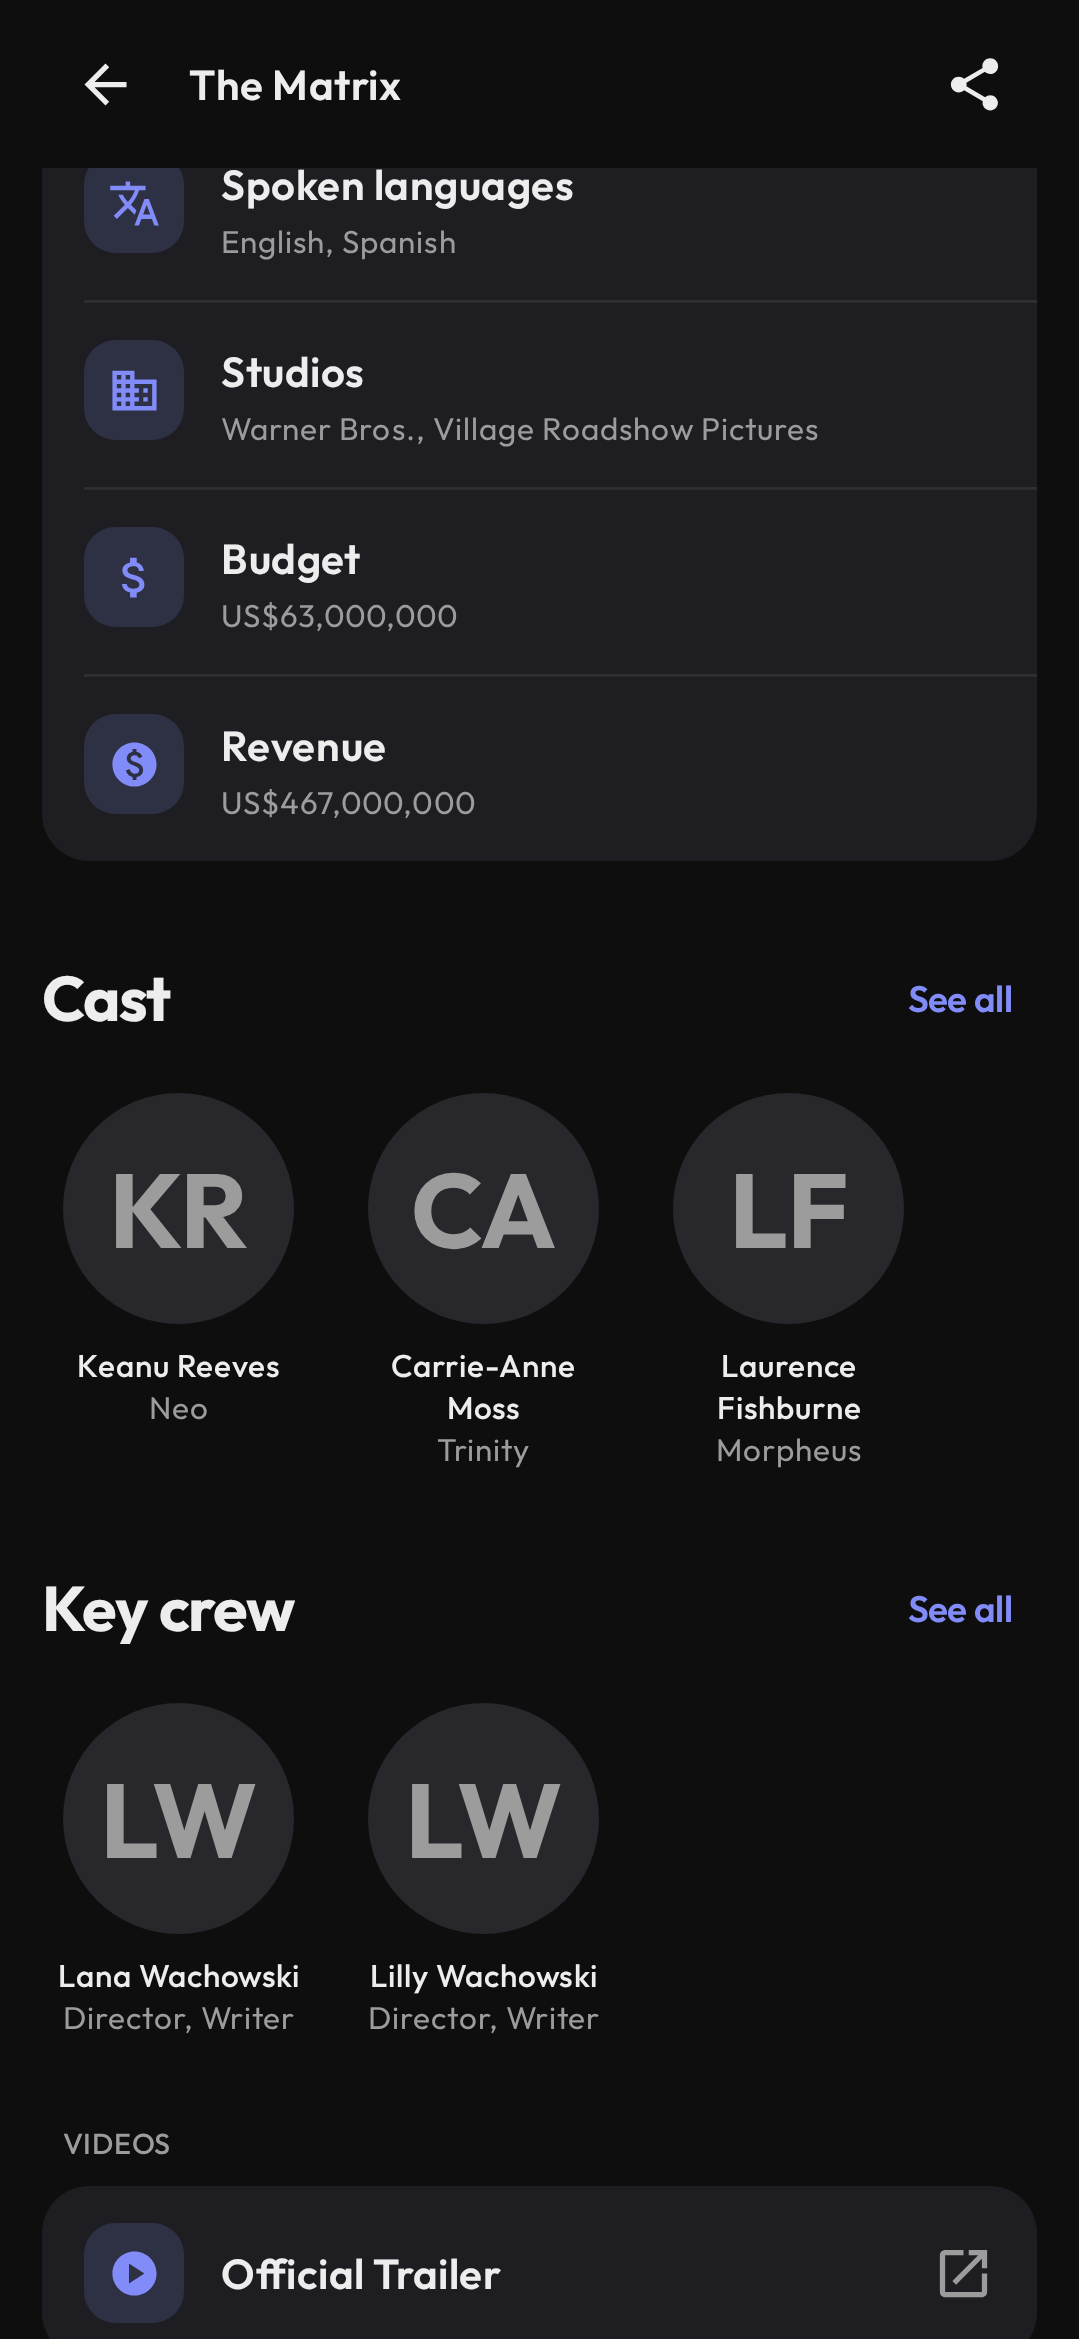 The Matrix
Spoken languages
English, Spanish
Studios
Warner Bros., Village Roadshow Pictures
Budget
US$63,000,000
Revenue
US$467,000,000
Cast
See all
KR
CA
LF
Keanu Reeves
Neo
Carrie-Anne
Moss
Trinity
Laurence
Fishburne
Morpheus
Key crew
See all
LW
LW
Lana Wachowski
Director, Writer
Lilly Wachowski
Director, Writer
VIDEOS
Official Trailer